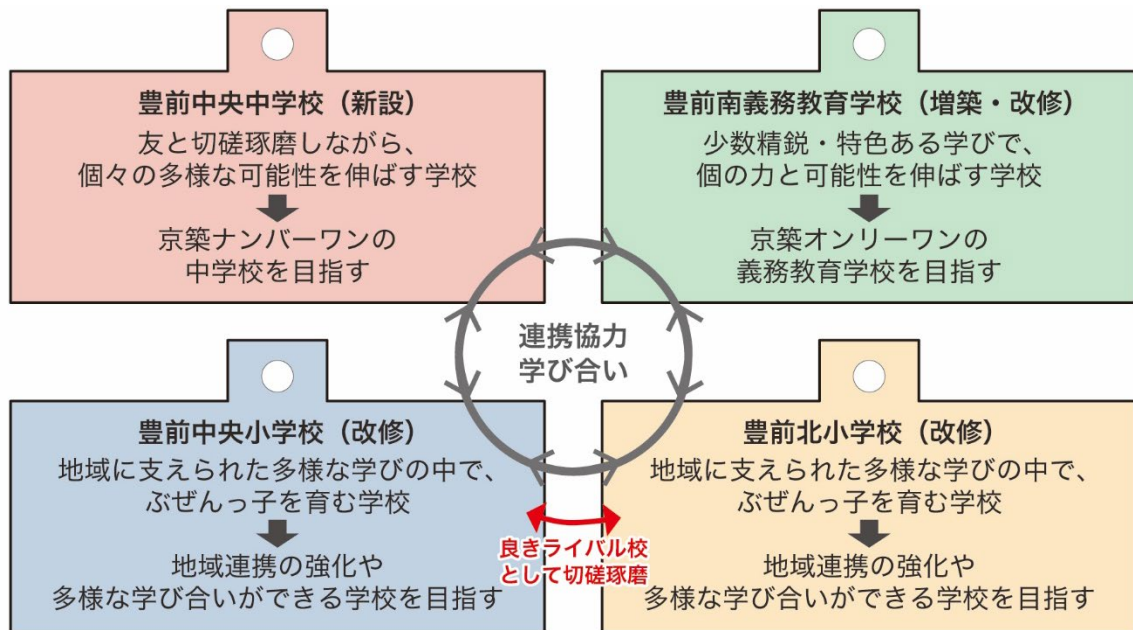 豊前中央中学校（新設）
友と切磋琢磨しながら、
個々の多様な可能性を伸ばす学校
京築ナンバーワンの
中学校を目指す
豊前南義務教育学校（増築・改修）
少数精鋭・特色ある学びで、
個の力と可能性を伸ばす学校
京築オンリーワンの
義務教育学校を目指す
連携協力
学び合い
豊前中央小学校（改修）
地域に支えられた多様な学びの中で、
ぶぜんっ子を育む学校
地域連携の強化や
多様な学び合いができる学校を目指す
良きライバル校
として切磋琢磨
豊前北小学校（改修）
地域に支えられた多様な学びの中で、
ぶぜんっ子を育む学校
地域連携の強化や
多様な学び合いができる学校を目指す